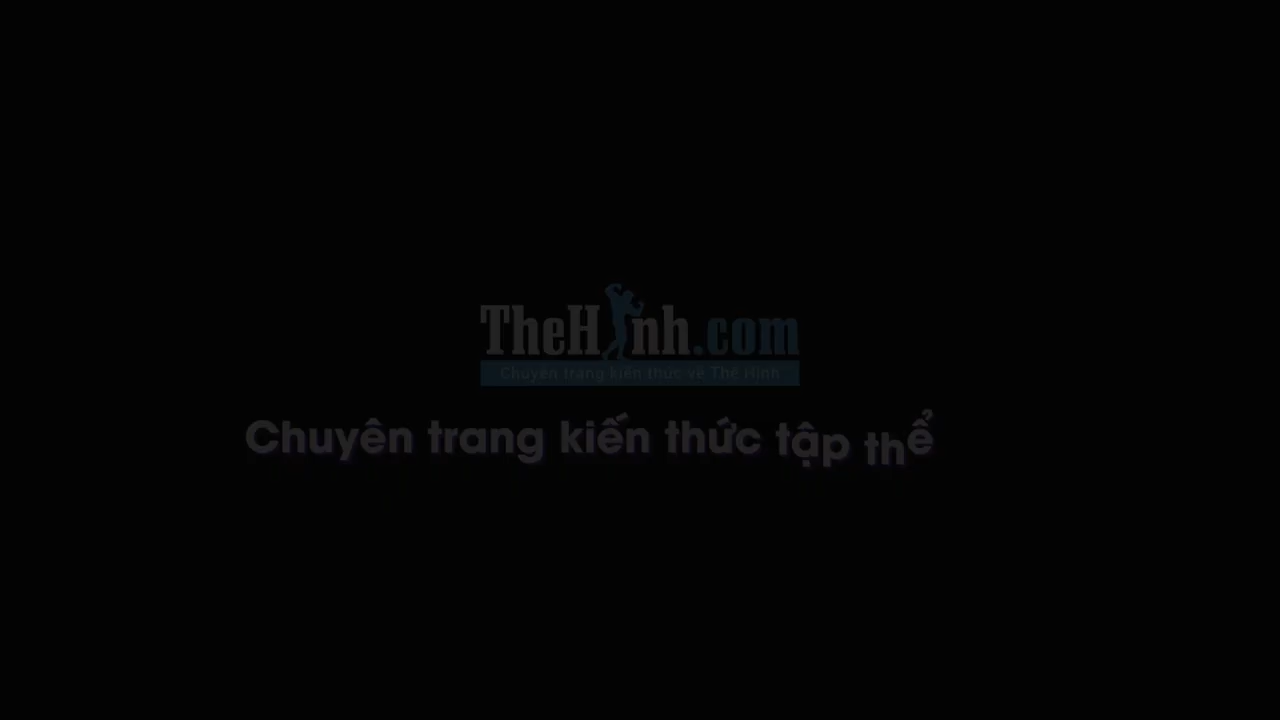 TheHinh.com
Chuyên trang kiến thức về Thể Hình
Chuyên trang kiến thức tập thể